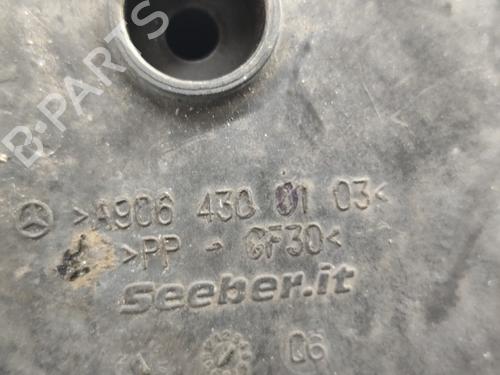 B-PARTS
>A906 430 01 03<
>PP - GF30<
Seeber.it
06